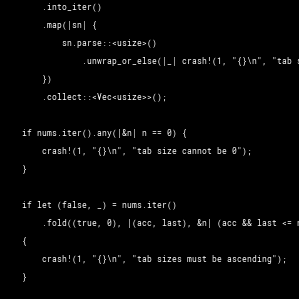 .into_iter()
.map(|sn| {
sn.parse::<usize>()
.unwrap_or_else(|_| crash!(1, "{}\n", "tab s
})
.collect::<Vec<usize>>();
if nums.iter().any(|&n| n == 0) {
crash!(1, "{}\n", "tab size cannot be 0");
}
if let (false, _) = nums.iter()
.fold((true, 0), |(acc, last), &n| (acc && last <= n
{
crash!(1, "{}\n", "tab sizes must be ascending");
}